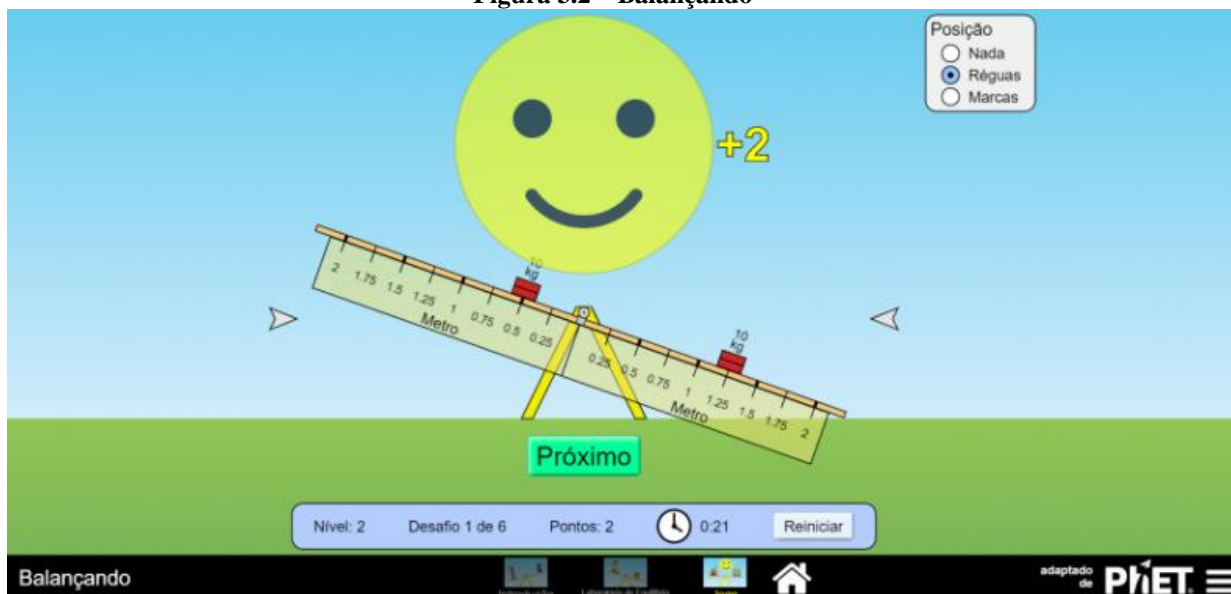 Figura 3.2 – Balançando
Posição
Nada
Réguas
Marcas
+2
10
kg
2 1.75 1.5 1.25 1 0.75 0.5 0.25
Metro
10
kg
0.25 0.5 0.75 1 1.25 1.5 1.75 2
Metro
Próximo
Nível: 2 Desafio 1 de 6 Pontos: 2 0:21 Reiniciar
Balançando
adaptado
de
PhET